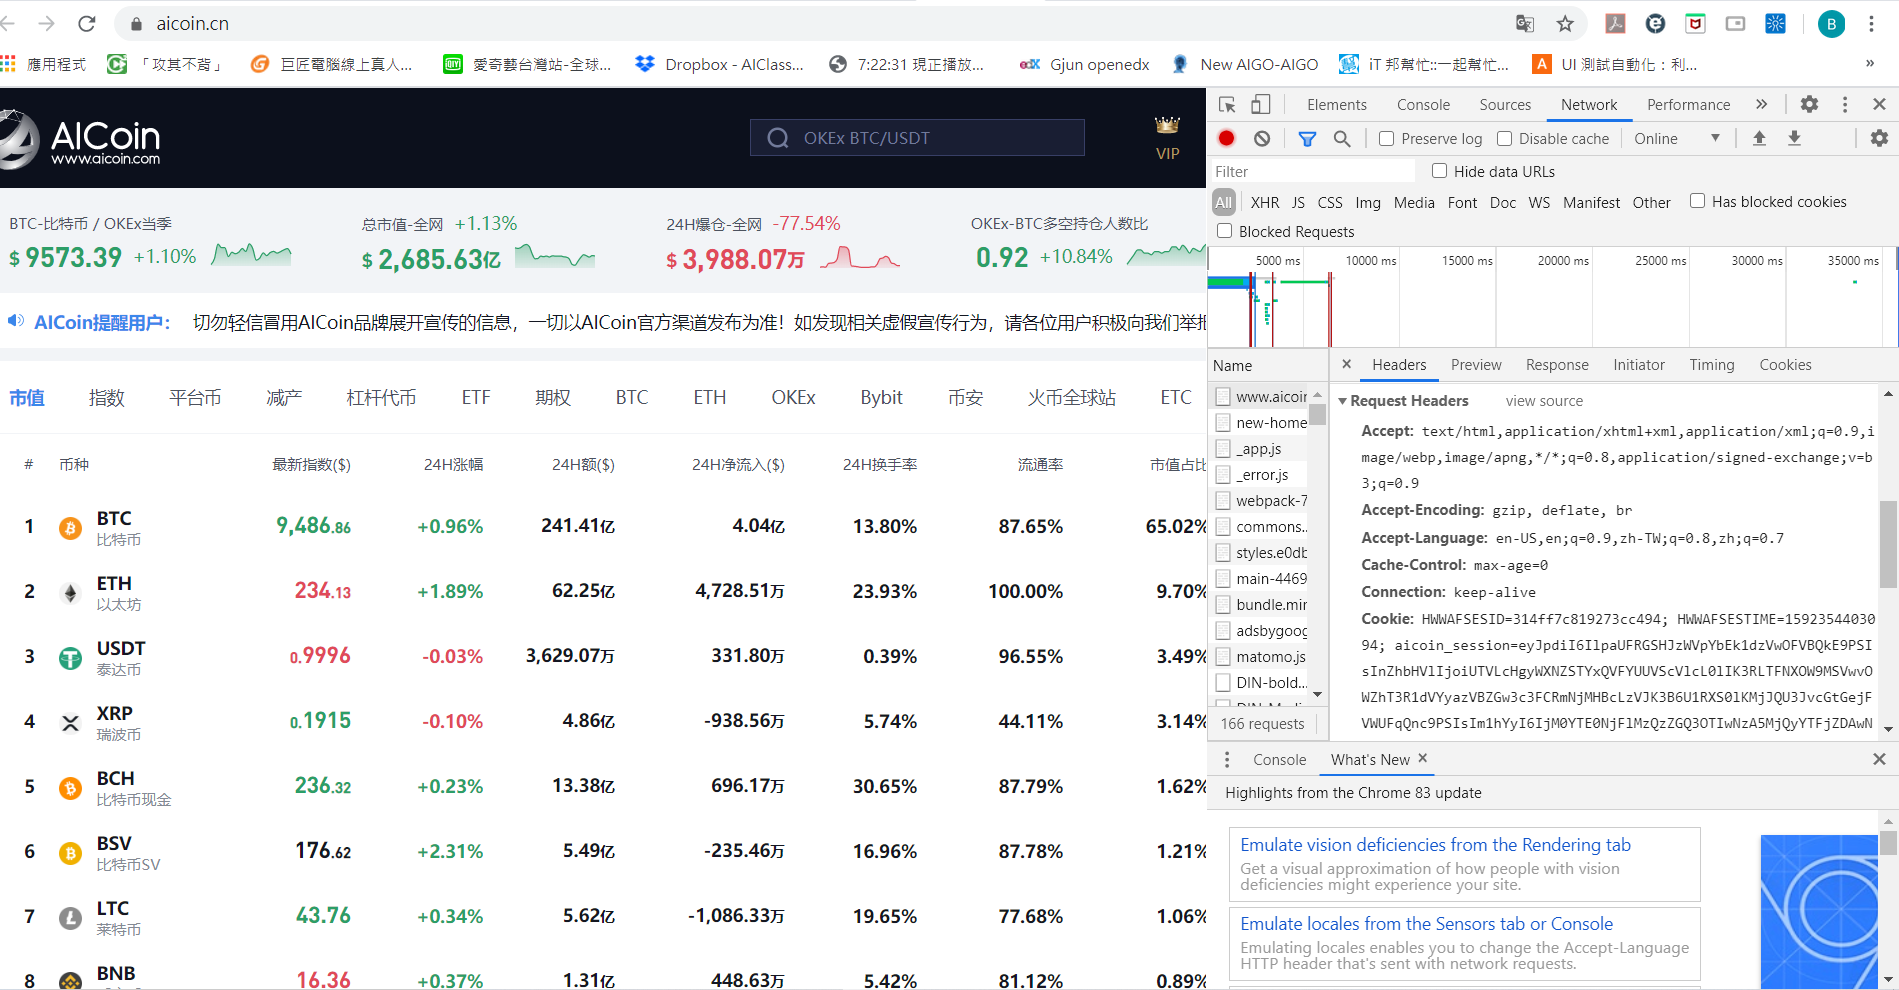 aicoin.cn
B
應用程式
「攻其不背」
巨匠電腦線上真人...
愛奇藝台灣站-全球...
Dropbox - AIClass...
7:22:31 現正播放...
Gjun openedx
New AIGO-AIGO
iT 邦幫忙::一起幫忙...
UI 測試自動化：利...
»
AICoin
www.aicoin.com
OKEx BTC/USDT
VIP
BTC-比特币 / OKEx当季
$ 9573.39 +1.10%
总市值-全网 +1.13%
$ 2,685.63亿
24H爆仓-全网 -77.54%
$ 3,988.07万
OKEx-BTC多空持仓人数比
0.92 +10.84%
AICoin提醒用户： 切勿轻信冒用AICoin品牌展开宣传的信息，一切以AICoin官方渠道发布为准！如发现相关虚假宣传行为，请各位用户积极向我们举报
市值 指数 平台币 减产 杠杆代币 ETF 期权 BTC ETH OKEx Bybit 币安 火币全球站 ETC
# 币种 最新指数($) 24H涨幅 24H额($) 24H净流入($) 24H换手率 流通率 市值占比
1 BTC 9,486.86 +0.96% 241.41亿 4.04亿 13.80% 87.65% 65.02%
比特币
2 ETH 234.13 +1.89% 62.25亿 4,728.51万 23.93% 100.00% 9.70%
以太坊
3 USDT 0.9996 -0.03% 3,629.07万 331.80万 0.39% 96.55% 3.49%
泰达币
4 XRP 0.1915 -0.10% 4.86亿 -938.56万 5.74% 44.11% 3.14%
瑞波币
5 BCH 236.32 +0.23% 13.38亿 696.17万 30.65% 87.79% 1.62%
比特币现金
6 BSV 176.62 +2.31% 5.49亿 -235.46万 16.96% 87.78% 1.21%
比特币SV
7 LTC 43.76 +0.34% 5.62亿 -1,086.33万 19.65% 77.68% 1.06%
莱特币
8 BNB 16.36 +0.37% 1.31亿 448.63万 5.42% 81.12% 0.89%
Elements Console Sources Network Performance »
Preserve log Disable cache Online
Filter Hide data URLs
All XHR JS CSS Img Media Font Doc WS Manifest Other Has blocked cookies
Blocked Requests
5000 ms 10000 ms 15000 ms 20000 ms 25000 ms 30000 ms 35000 ms
Name
www.aicoin
new-home
_app.js
_error.js
webpack-7
commons..
styles.e0db
main-4469
bundle.mir
adsbygoog
matomo.js
DIN-bold...
166 requests
Headers Preview Response Initiator Timing Cookies
Request Headers view source
Accept: text/html,application/xhtml+xml,application/xml;q=0.9,i
mage/webp,image/apng,*/*;q=0.8,application/signed-exchange;v=b
3;q=0.9
Accept-Encoding: gzip, deflate, br
Accept-Language: en-US,en;q=0.9,zh-TW;q=0.8,zh;q=0.7
Cache-Control: max-age=0
Connection: keep-alive
Cookie: HWWAFSESID=314ff7c819273cc494; HWWAFSESTIME=15923544030
94; aicoin_session=eyJpdiI6IlpaUFRGSHJzWVpYbEk1dzVwOFVBQkE9PSI
sInZhbHVlIjoiUTVLcHgyWXNZSTYxQVFYUUVScVlcL0lIK3RLTFNXOW9MSVwvO
WZhT3R1dVYyazVBZGw3c3FCRmNjMHBcLzVJK3B6U1RXS0lKMjJQU3JvcGtGejF
VWUFqQnc9PSIsIm1hYyI6IjM0YTE0NjFlMzQzZGQ3OTIwNzA5MjQyYTFjZDAwN
Console What's New
Highlights from the Chrome 83 update
Emulate vision deficiencies from the Rendering tab
Get a visual approximation of how people with vision
deficiencies might experience your site.
Emulate locales from the Sensors tab or Console
Emulating locales enables you to change the Accept-Language
HTTP header that's sent with network requests.